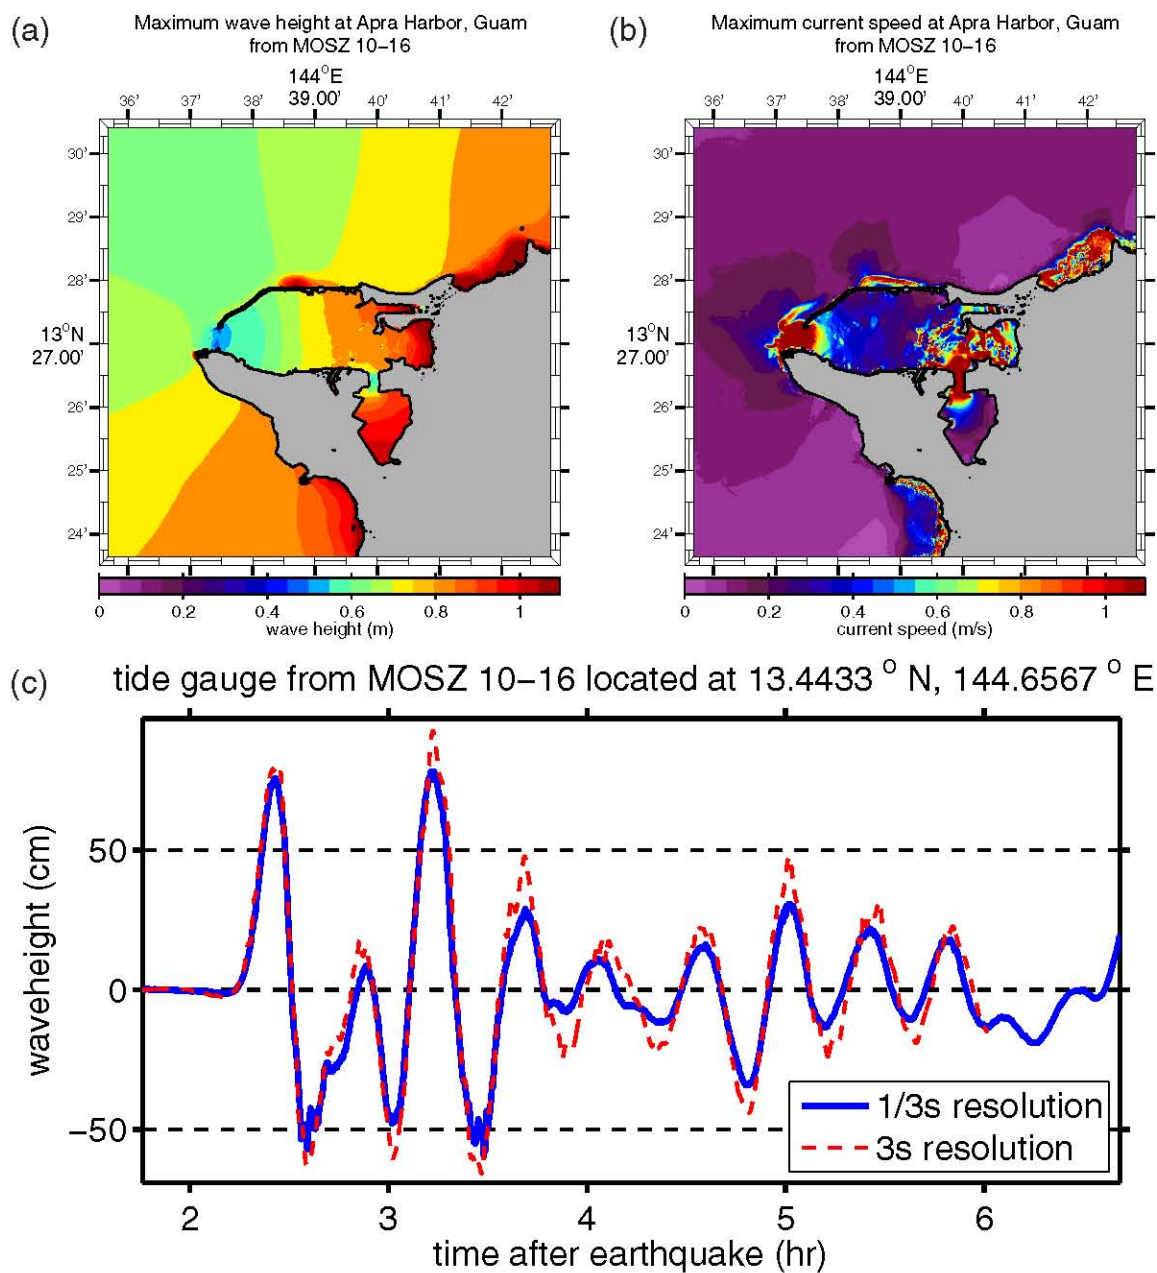 (a)
Maximum wave height at Apra Harbor, Guam
from MOSZ 10−16
144°E
36' 37' 38' 39.00' 40' 41' 42'
30'
29'
28'
13°N
27.00'
26'
25'
24'
0 0.2 0.4 0.6 0.8 1
wave height (m)
(b)
Maximum current speed at Apra Harbor, Guam
from MOSZ 10−16
144°E
36' 37' 38' 39.00' 40' 41' 42'
30'
29'
28'
13°N
27.00'
26'
25'
24'
0 0.2 0.4 0.6 0.8 1
current speed (m/s)
(c)
tide gauge from MOSZ 10−16 located at 13.4433 ° N, 144.6567 ° E
waveheight (cm)
50
0
−50
1/3s resolution
3s resolution
2 3 4 5 6
time after earthquake (hr)